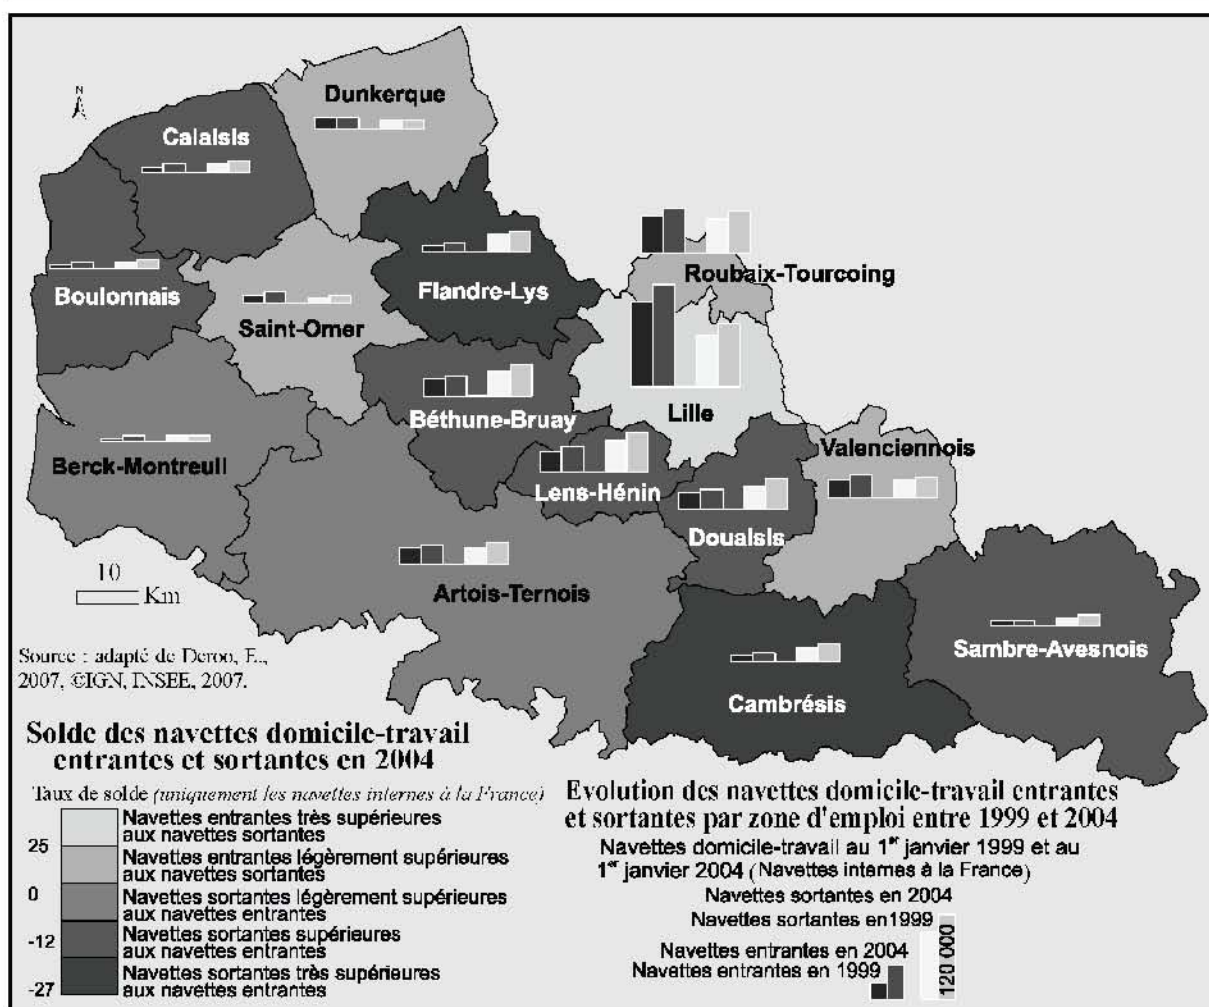 N
Dunkerque
Calaisis
Flandre-Lys
Roubaix-Tourcoing
Boulonnais
Saint-Omer
Lille
Béthune-Bruay
Valenciennois
Berck-Montreuil
Lens-Hénin
Douaisis
Artois-Ternois
10
Km
Sambre-Avesnois
Cambrésis
Source : adapté de Deroo, E.,
2007, ©IGN, INSEE, 2007.
Solde des navettes domicile-travail
entrantes et sortantes en 2004
Taux de solde (uniquement les navettes internes à la France)
Navettes entrantes très supérieures
aux navettes sortantes
25
Navettes entrantes légèrement supérieures
aux navettes sortantes
0
Navettes sortantes légèrement supérieures
aux navettes entrantes
-12
Navettes sortantes supérieures
aux navettes entrantes
Navettes sortantes très supérieures
aux navettes entrantes
-27
Evolution des navettes domicile-travail entrantes
et sortantes par zone d'emploi entre 1999 et 2004
Navettes domicile-travail au 1er janvier 1999 et au
1er janvier 2004 (Navettes internes à la France)
Navettes sortantes en 2004
Navettes sortantes en 1999
Navettes entrantes en 2004
Navettes entrantes en 1999
120 000